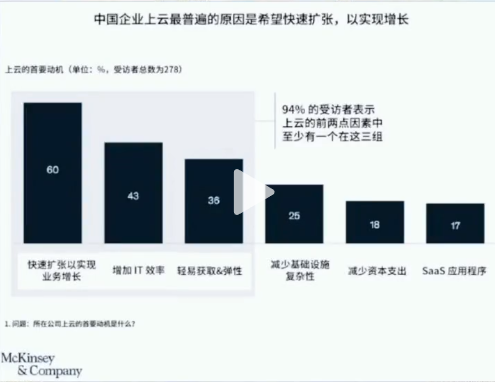 中国企业上云最普遍的原因是希望快速扩张，以实现增长
上云的首要动机（单位：%，受访者总数为278）
94% 的受访者表示
上云的前两点因素中
至少有一个在这三组
60
43
36
25
18
17
快速扩张以实现
业务增长
增加 IT 效率
轻易获取&弹性
减少基础设施
复杂性
减少资本支出
SaaS 应用程序
1. 问题：所在公司上云的首要动机是什么?
McKinsey
& Company